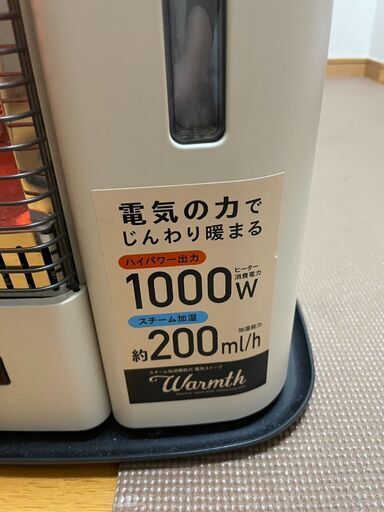 電気の力で
じんわり暖まる
ハイパワー出力
1000W ヒーター消費電力
スチーム加湿
約200ml/h 加湿能力
スチーム加湿機能付 電気ストーブ
Warmth